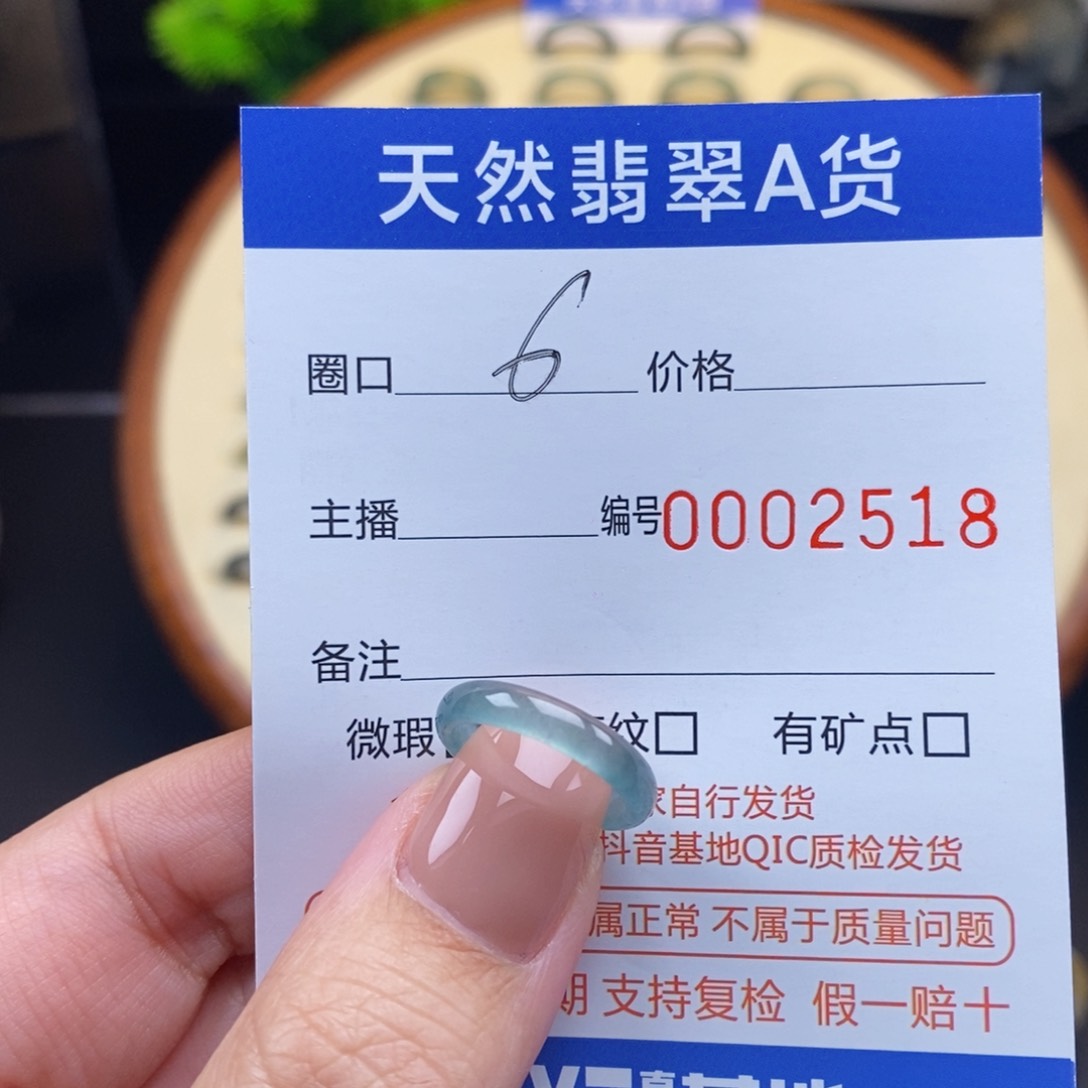 天然翡翠A货
圈口 6 价格
主播 编号0002518
备注
微瑕 纹□ 有矿点□
家自行发货
抖音基地QIC质检发货
属正常 不属于质量问题
期 支持复检 假一赔十